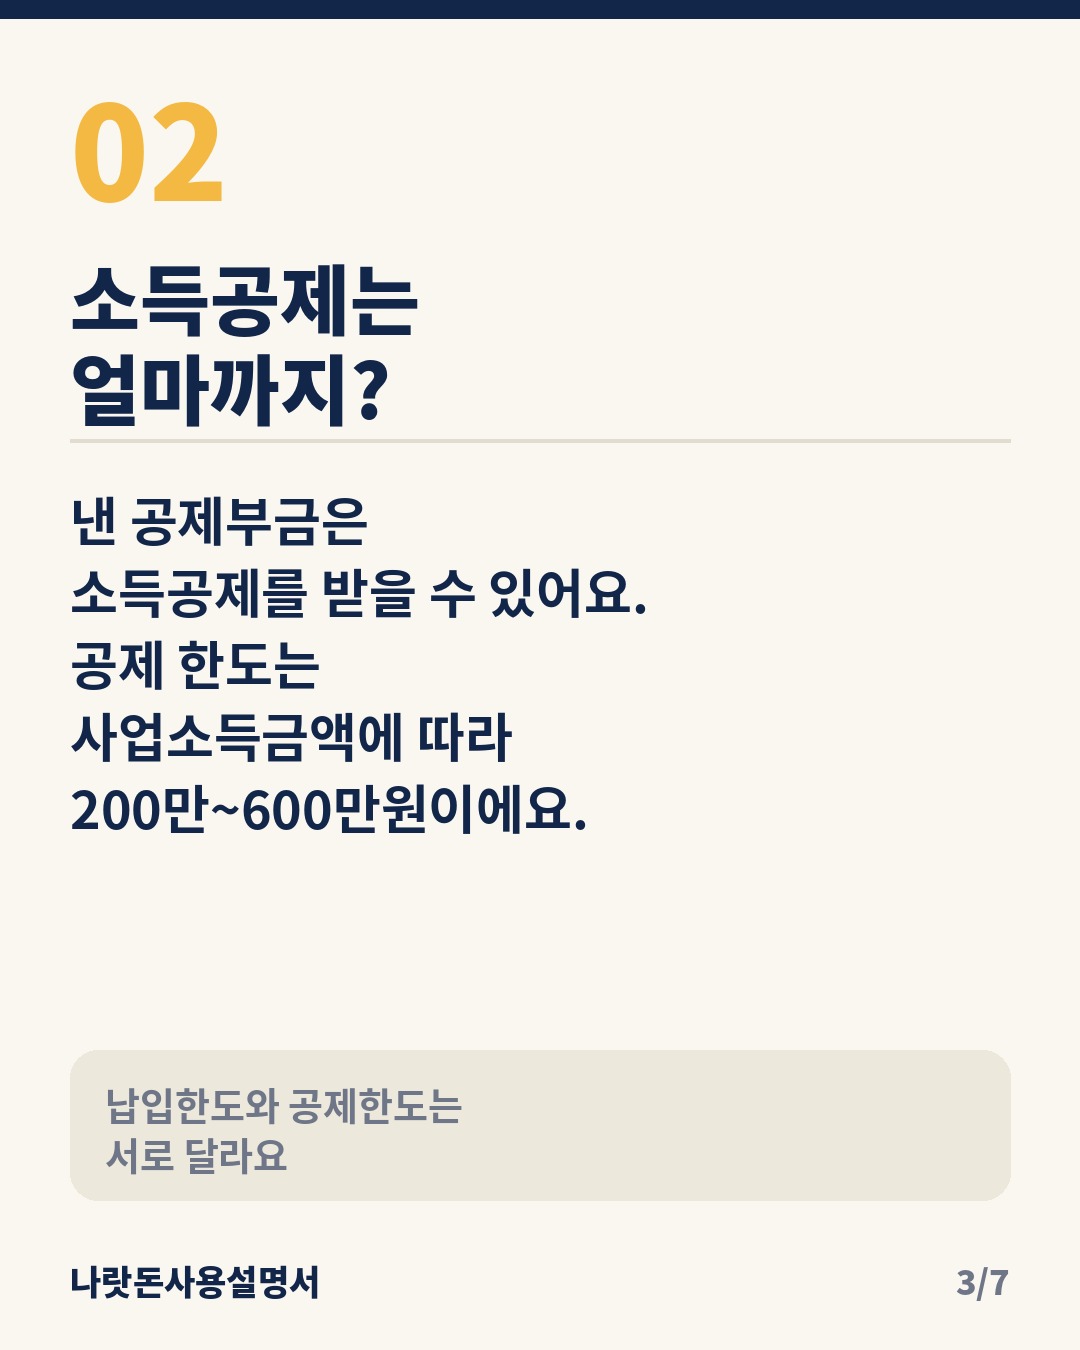 02
소득공제는
얼마까지?
낸 공제부금은
소득공제를 받을 수 있어요.
공제 한도는
사업소득금액에 따라
200만~600만원이에요.
납입한도와 공제한도는
서로 달라요
나랏돈사용설명서
3/7